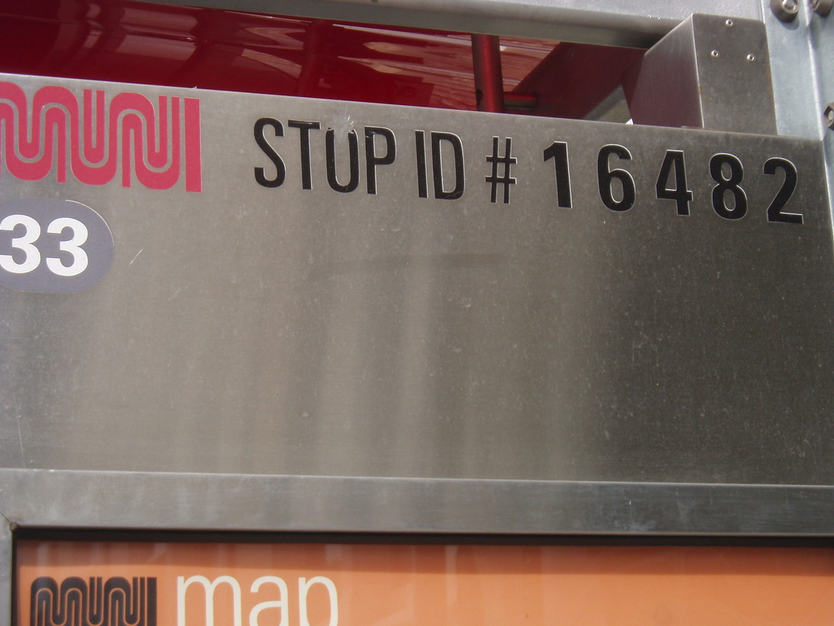 MUNI STOP ID # 16482
33
MUNI map